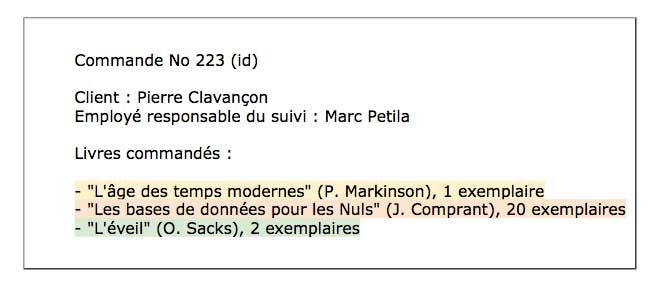 Commande No 223 (id)
Client : Pierre Clavançon
Employé responsable du suivi : Marc Petila
Livres commandés :
- "L'âge des temps modernes" (P. Markinson), 1 exemplaire
- "Les bases de données pour les Nuls" (J. Comprant), 20 exemplaires
- "L'éveil" (O. Sacks), 2 exemplaires